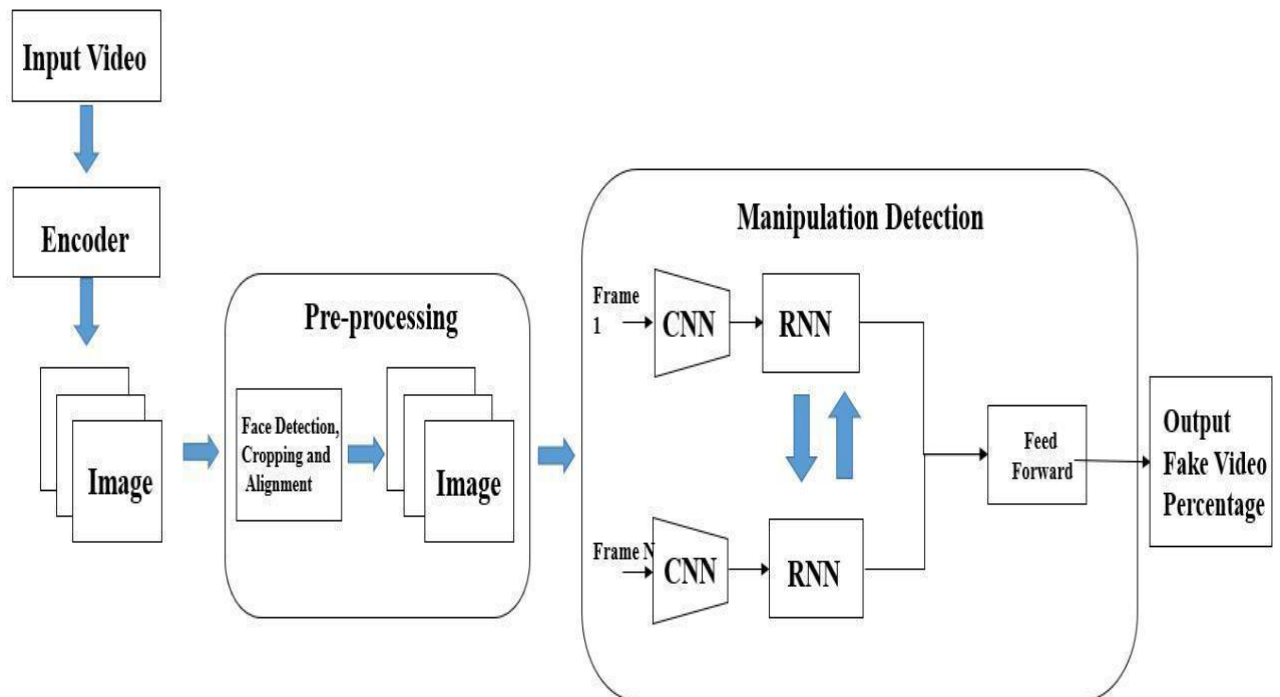 Input Video
Encoder
Image
Pre-processing
Face Detection,
Cropping and
Alignment
Image
Manipulation Detection
Frame
1
CNN
RNN
Frame N
CNN
RNN
Feed
Forward
Output
Fake Video
Percentage